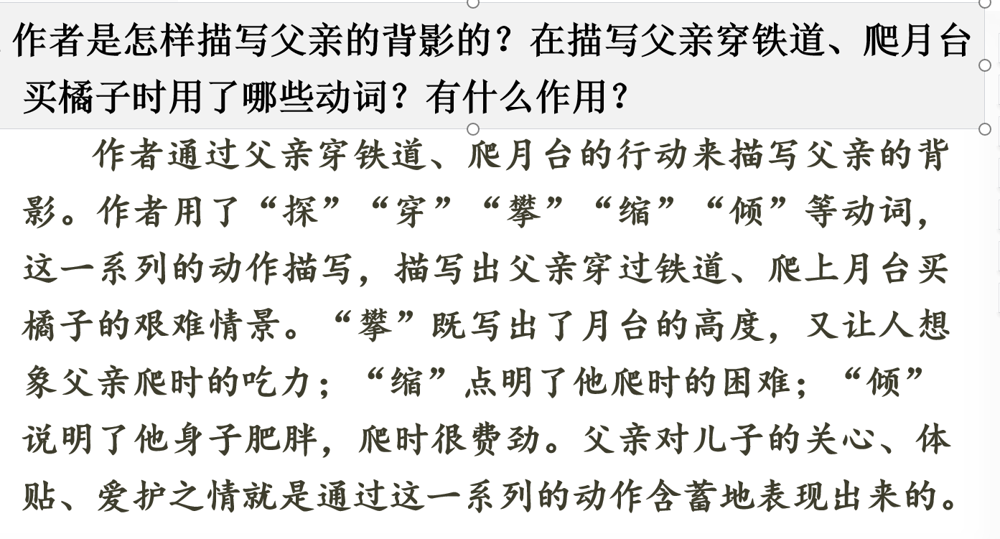 作者是怎样描写父亲的背影的？在描写父亲穿铁道、爬月台
买橘子时用了哪些动词？有什么作用？
作者通过父亲穿铁道、爬月台的行动来描写父亲的背
影。作者用了“探”“穿”“攀”“缩”“倾”等动词，
这一系列的动作描写，描写出父亲穿过铁道、爬上月台买
橘子的艰难情景。“攀”既写出了月台的高度，又让人想
象父亲爬时的吃力；“缩”点明了他爬时的困难；“倾”
说明了他身子肥胖，爬时很费劲。父亲对儿子的关心、体
贴、爱护之情就是通过这一系列的动作含蓄地表现出来的。